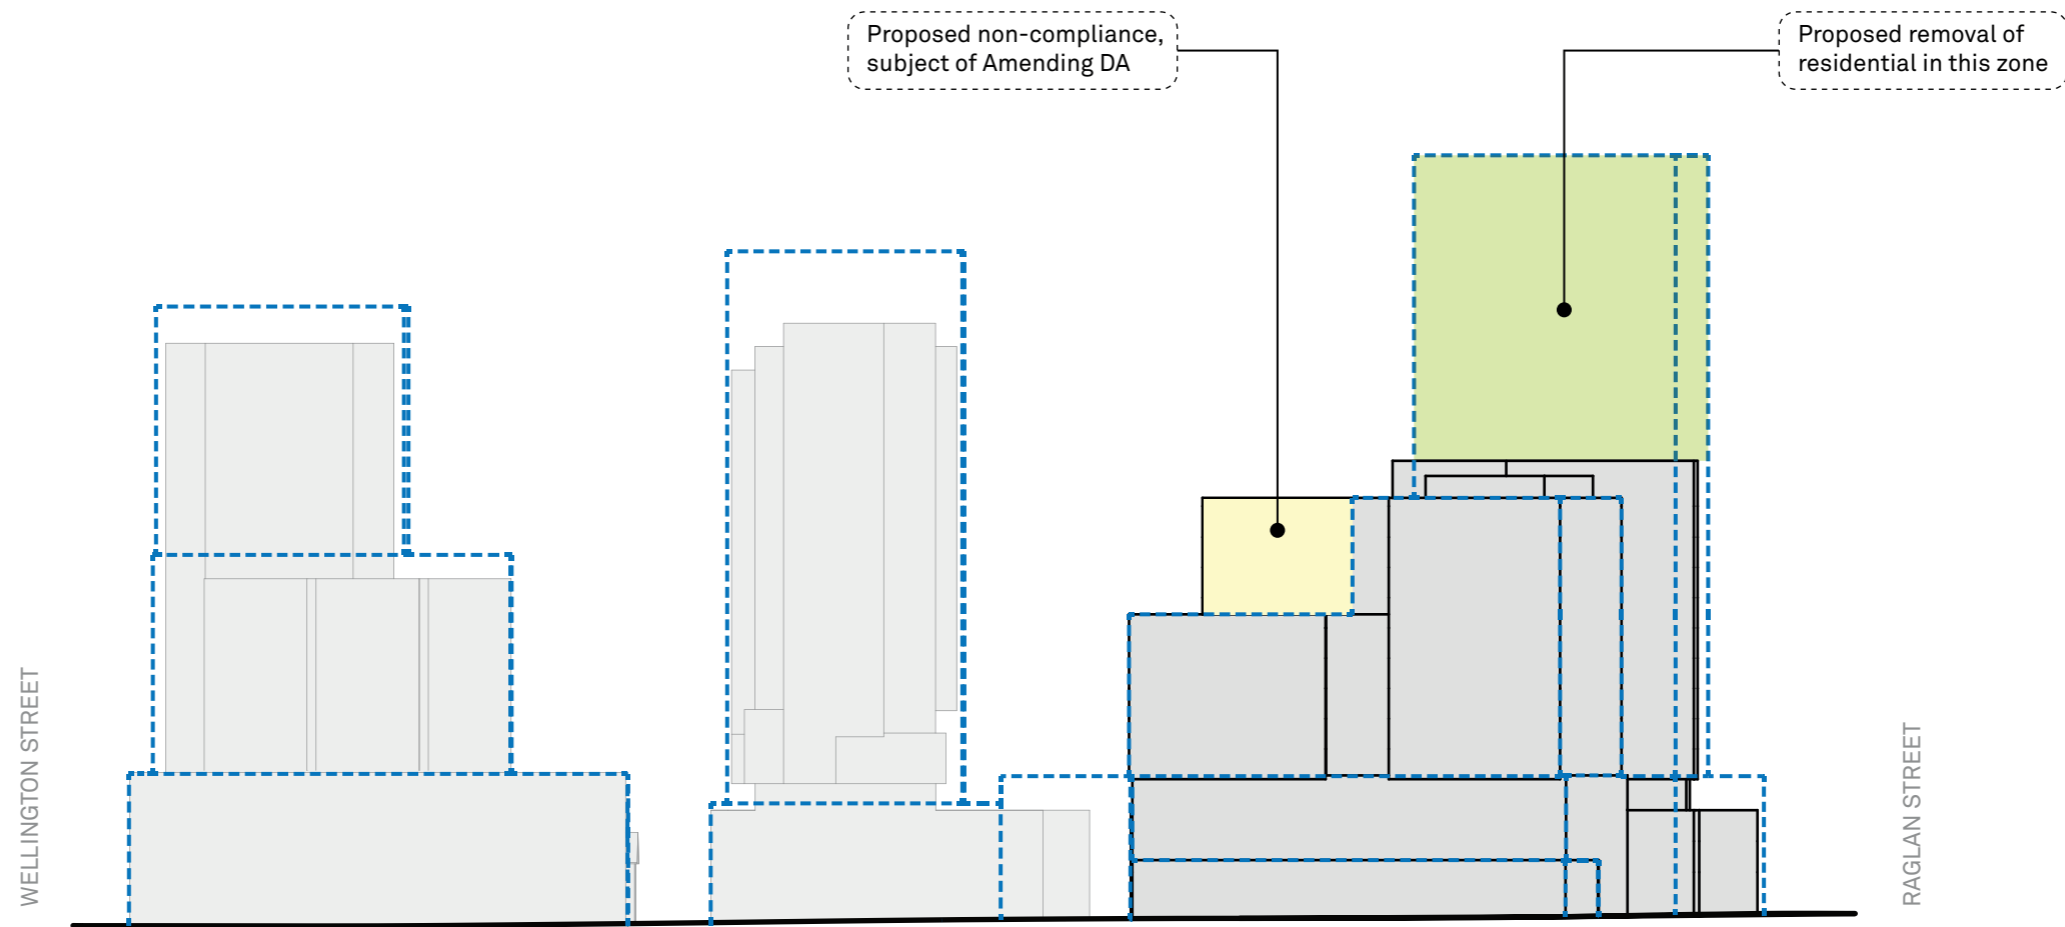 Proposed non-compliance,
subject of Amending DA
Proposed removal of
residential in this zone
WELLINGTON STREET
RAGLAN STREET